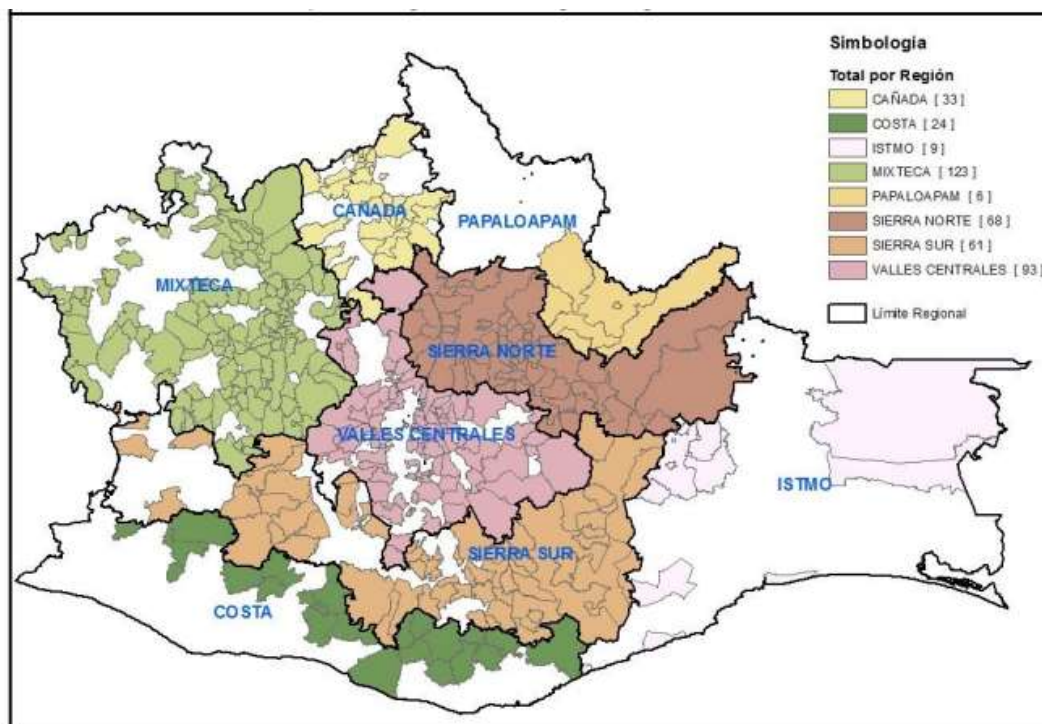 Simbología
Total por Región
CAÑADA [ 33 ]
COSTA [ 24 ]
ISTMO [ 9 ]
MIXTECA [ 123 ]
PAPALOAPAM [ 6 ]
SIERRA NORTE [ 68 ]
SIERRA SUR [ 61 ]
VALLES CENTRALES [ 93 ]
Límite Regional
CAÑADA
PAPALOAPAM
MIXTECA
SIERRA NORTE
VALLES CENTRALES
ISTMO
SIERRA SUR
COSTA